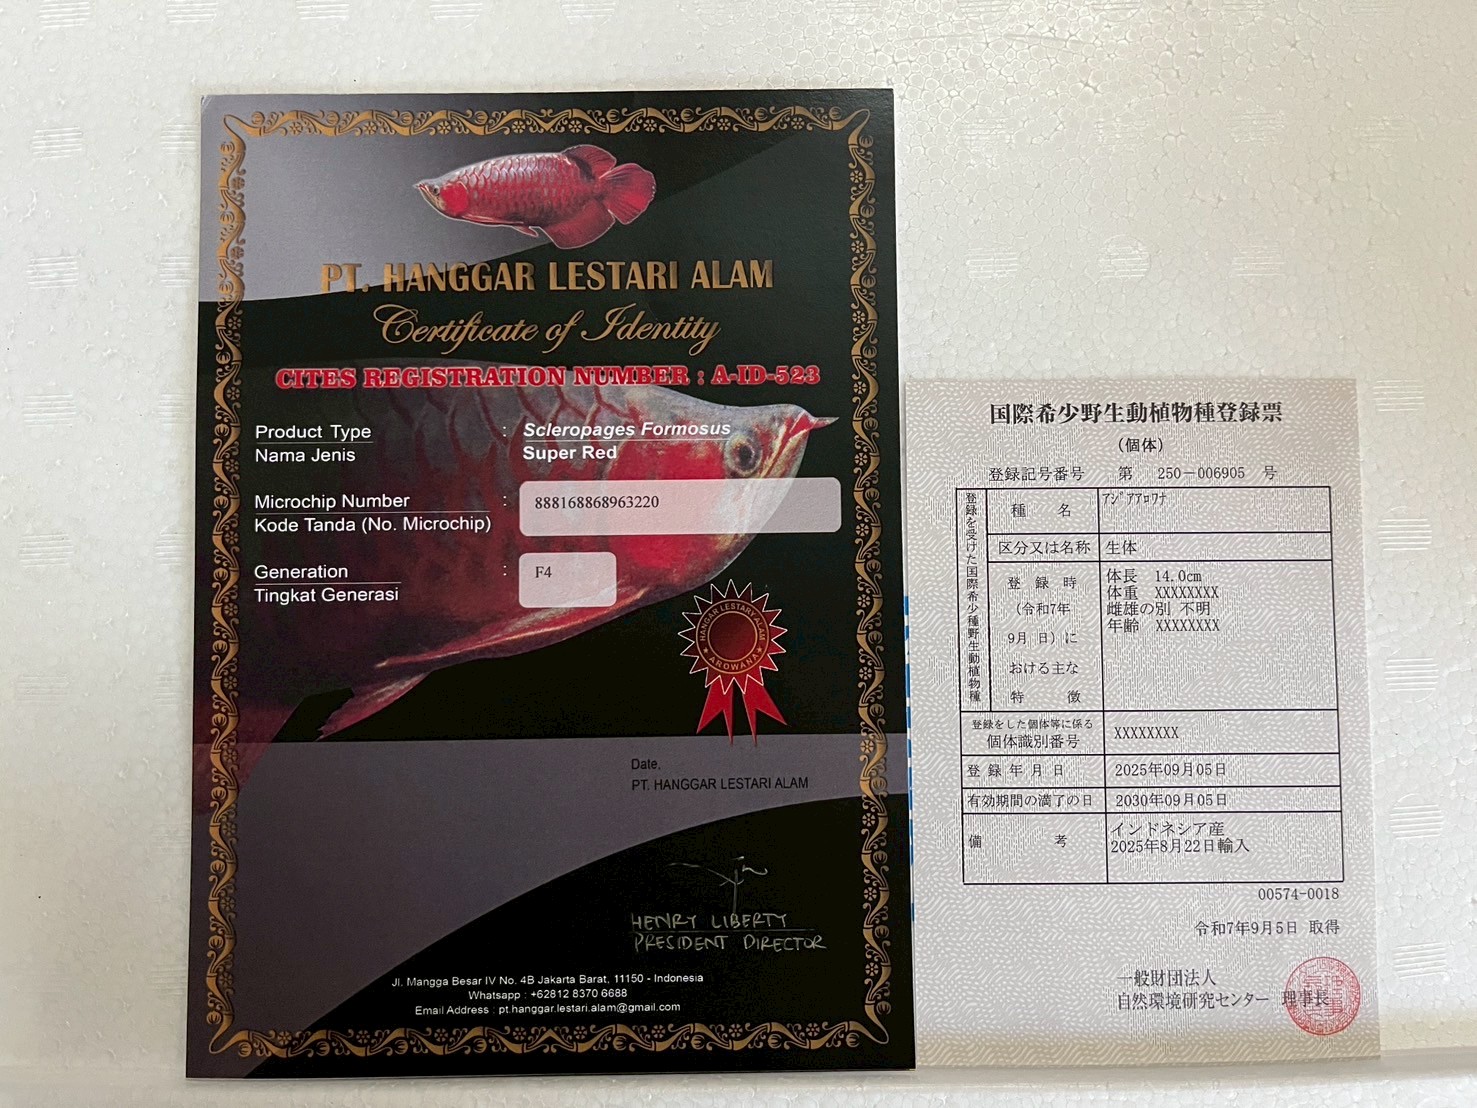 PT. HANGGAR LESTARI ALAM
Certificate of Identity
CITES REGISTRATION NUMBER : A-ID-523
Product Type : Scleropages Formosus
Nama Jenis Super Red
Microchip Number : 888168868963220
Kode Tanda (No. Microchip)
Generation : F4
Tingkat Generasi
HANGGAR LESTARY ALAM
AROWANA
Date,
PT. HANGGAR LESTARI ALAM
HENRY LIBERTY
PRESIDENT DIRECTOR
Jl. Mangga Besar IV No. 4B Jakarta Barat, 11150 - Indonesia
Whatsapp : +62812 8370 6688
Email Address : pt.hanggar.lestari.alam@gmail.com
国際希少野生動植物種登録票
（個体）
登録記号番号 第 250－006905 号
登録を受けた国際希少野生動植物種
種 名 アジアアロワナ
区分又は名称 生体
登 録 時
（令和7年
9月 日）に
おける主な
特 徴
体長 14.0cm
体重 XXXXXXXX
雌雄の別 不明
年齢 XXXXXXXX
登録をした個体等に係る
個体識別番号 XXXXXXXX
登 録 年 月 日 2025年09月05日
有効期間の満了の日 2030年09月05日
備 考 インドネシア産
2025年8月22日輸入
00574-0018
令和7年9月5日 取得
一般財団法人
自然環境研究センター 理事長